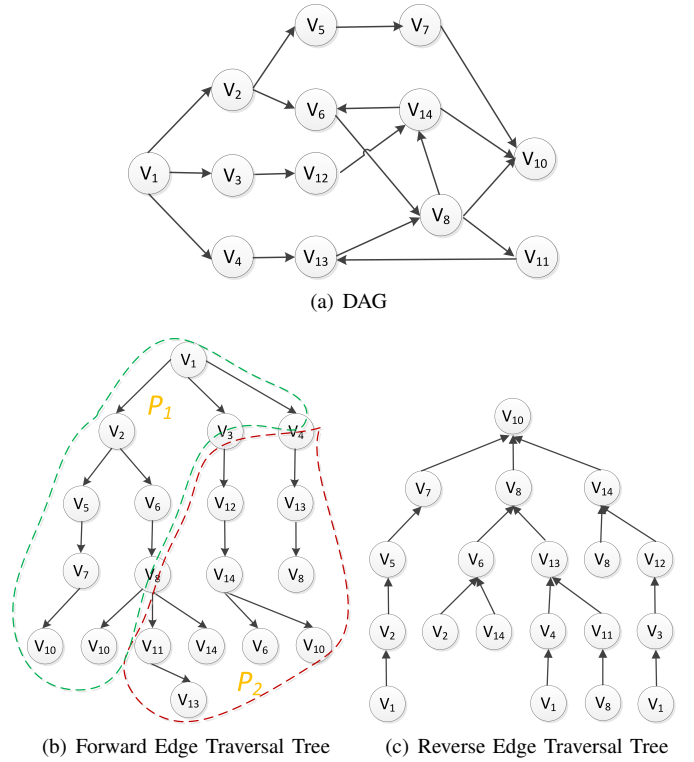 V5 V7
V2
V6 V14
V10
V1 V3 V12
V8
V4 V13 V11
(a) DAG
V1
P1
V2 V3 V4
V5 V6 V12 V13
V7 V8 V14 V8
V10 V10 V11 V14 V6 V10
P2
V13
(b) Forward Edge Traversal Tree
V10
V7 V8 V14
V5 V6 V13 V8 V12
V2 V2 V14 V4 V11 V3
V1 V1 V8 V1
(c) Reverse Edge Traversal Tree